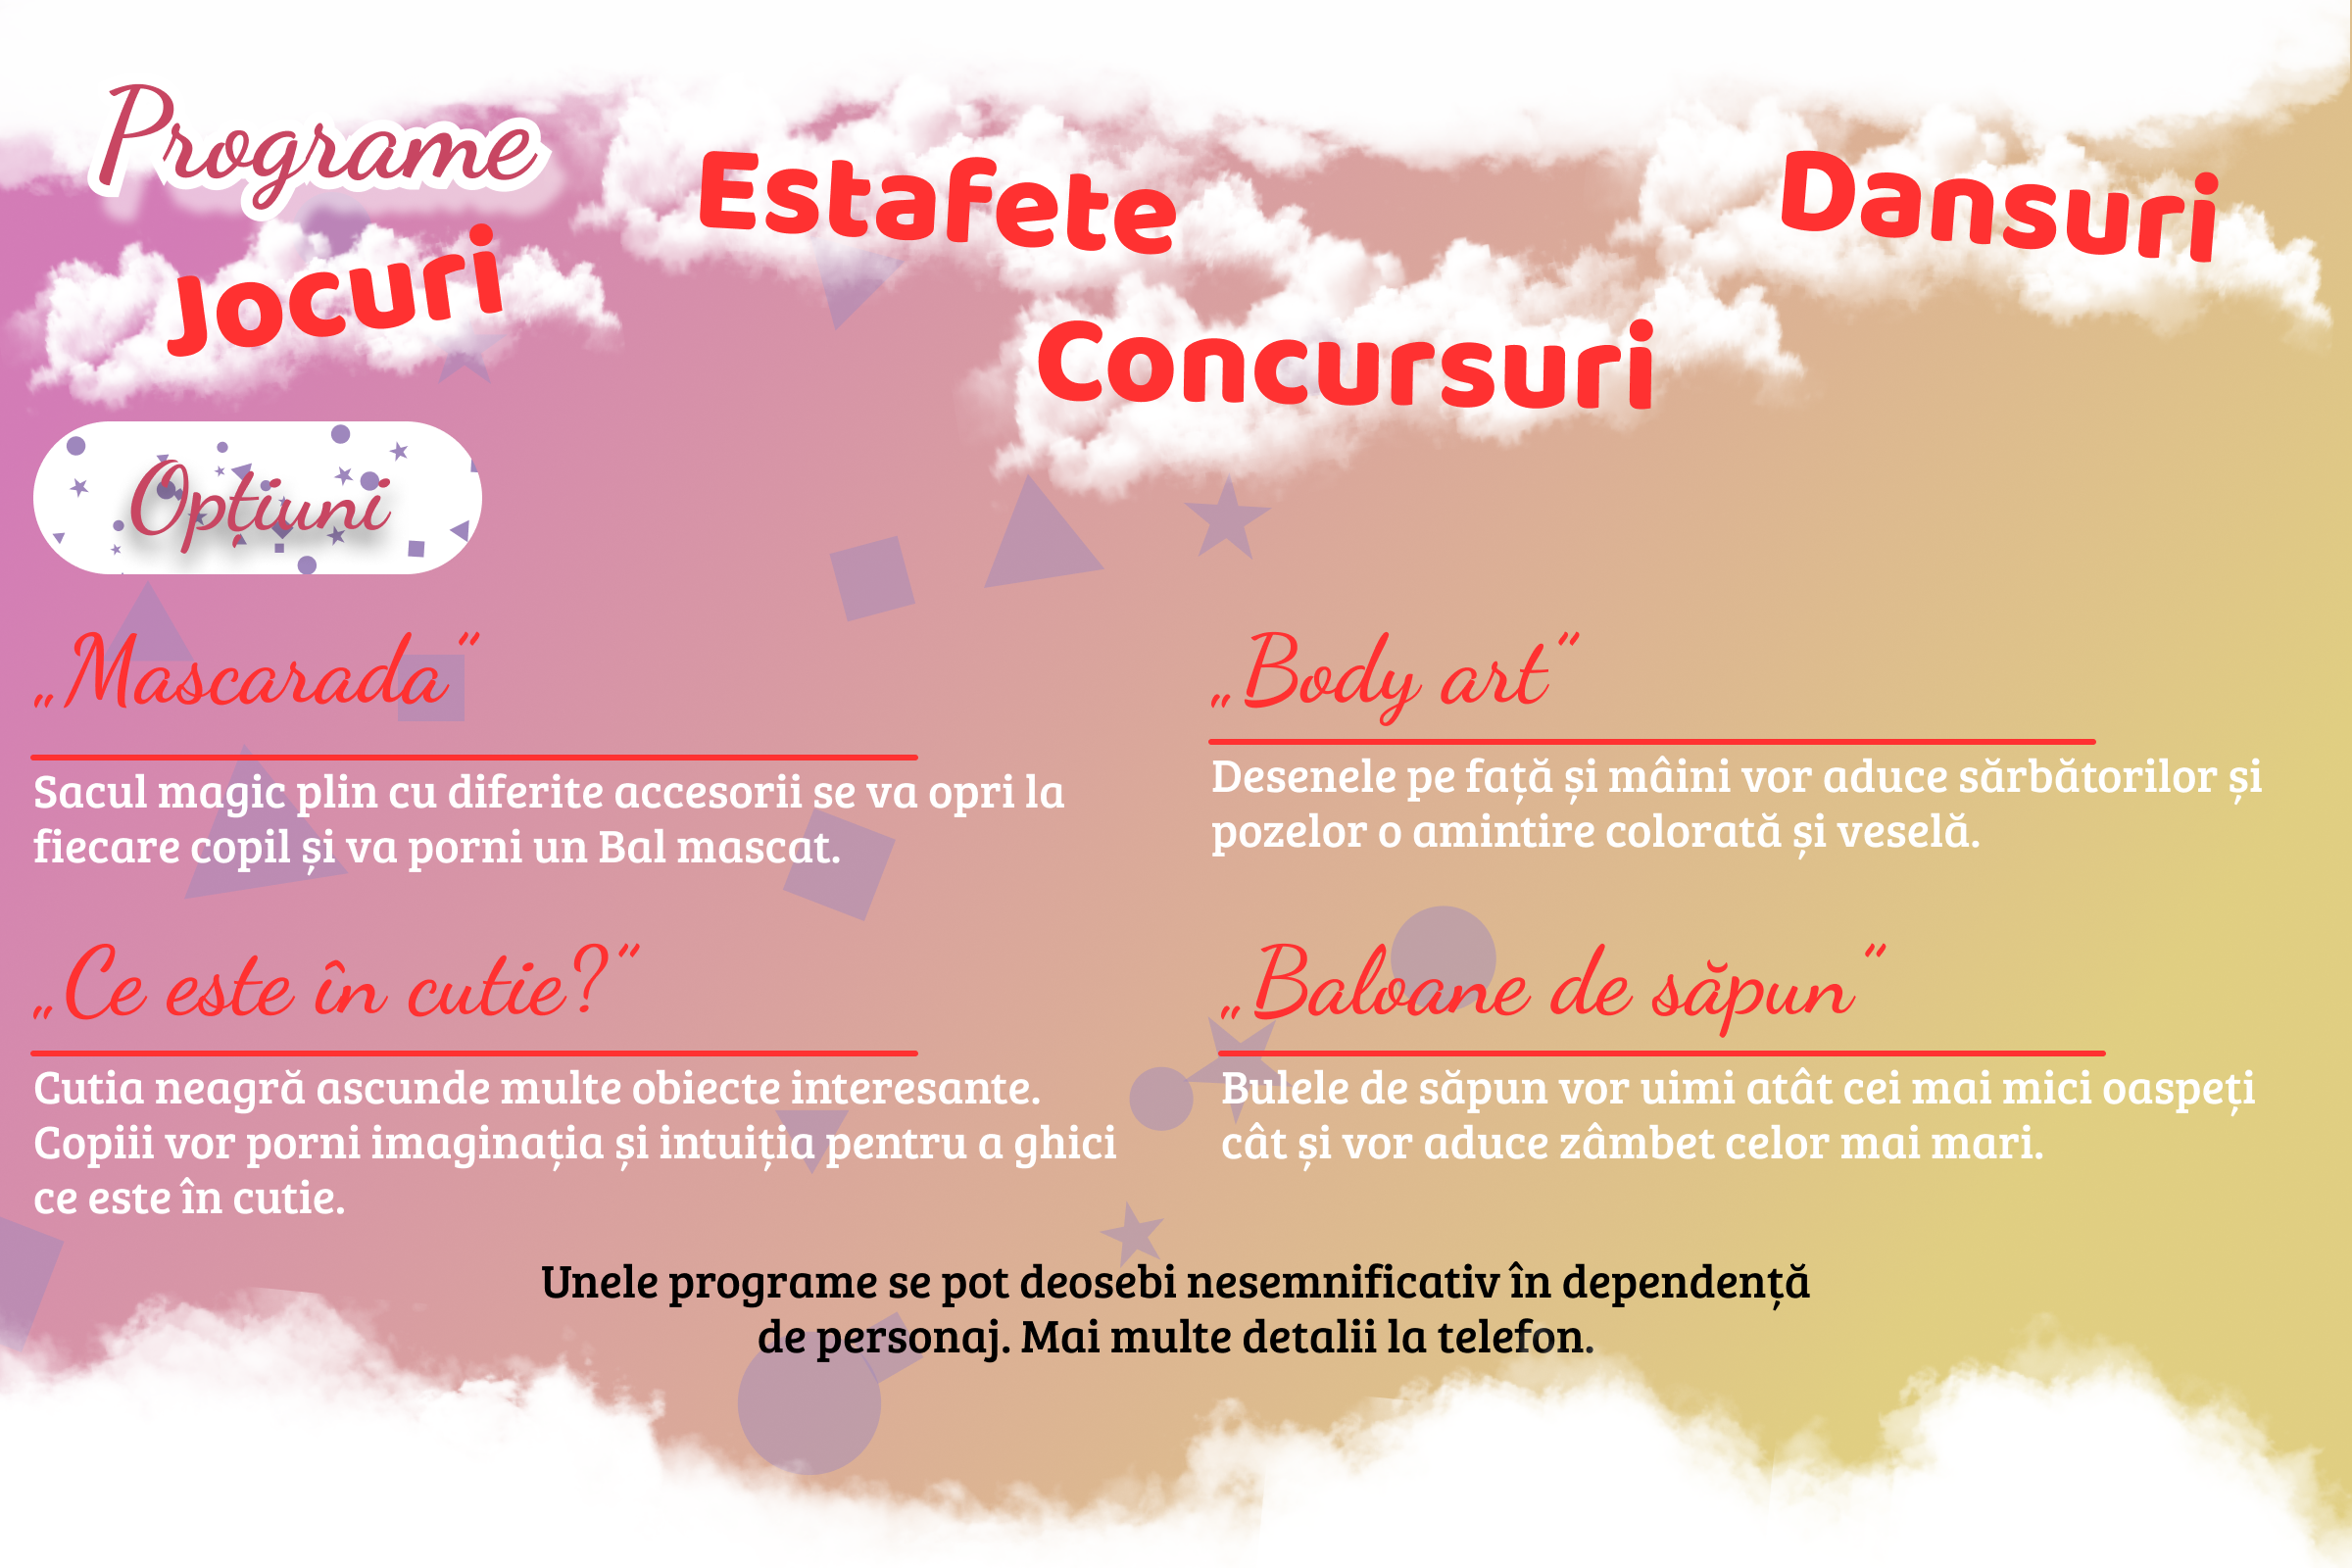 Programe
Jocuri
Estafete
Concursuri
Dansuri
Opțiuni
„Mascarada”
Sacul magic plin cu diferite accesorii se va opri la
fiecare copil și va porni un Bal mascat.
„Ce este în cutie?”
Cutia neagră ascunde multe obiecte interesante.
Copiii vor porni imaginația și intuiția pentru a ghici
ce este în cutie.
„Body art”
Desenele pe față și mâini vor aduce sărbătorilor și
pozelor o amintire colorată și veselă.
„Baloane de săpun”
Bulele de săpun vor uimi atât cei mai mici oaspeți
cât și vor aduce zâmbet celor mai mari.
Unele programe se pot deosebi nesemnificativ în dependență
de personaj. Mai multe detalii la telefon.